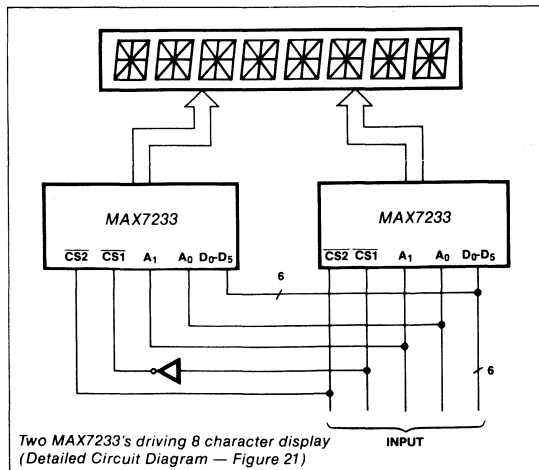 MAX7233
MAX7233
CS2 CS1 A1 A0 D0-D5
CS2 CS1 A1 A0 D0-D5
6
6
Two MAX7233's driving 8 character display
(Detailed Circuit Diagram — Figure 21)
INPUT